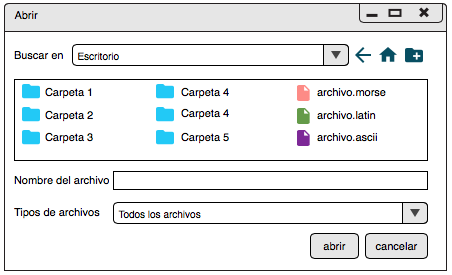 Abrir
Buscar en Escritorio
Carpeta 1 Carpeta 4 archivo.morse
Carpeta 2 Carpeta 4 archivo.latin
Carpeta 3 Carpeta 5 archivo.ascii
Nombre del archivo
Tipos de archivos Todos los archivos
abrir cancelar